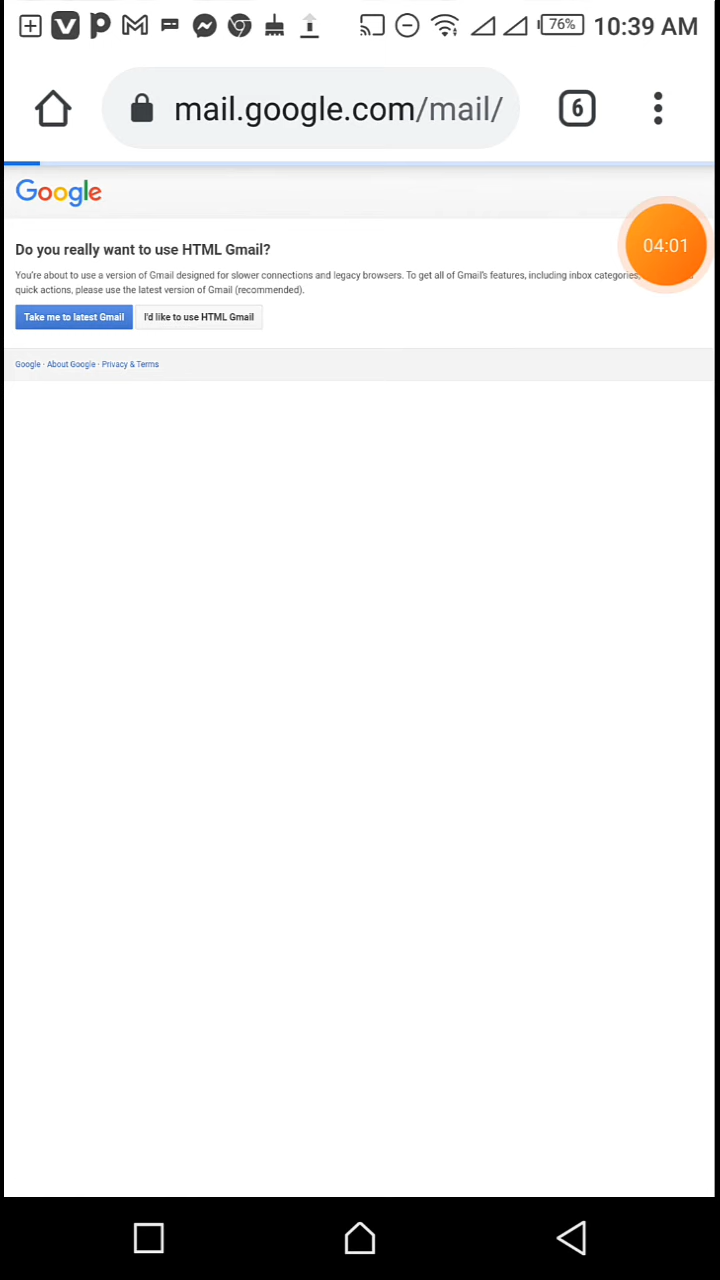 76% 10:39 AM
mail.google.com/mail/ 6
Google
04:01
Do you really want to use HTML Gmail?
You're about to use a version of Gmail designed for slower connections and legacy browsers. To get all of Gmail's features, including inbox categories,
quick actions, please use the latest version of Gmail (recommended).
Take me to latest Gmail I'd like to use HTML Gmail
Google - About Google - Privacy & Terms